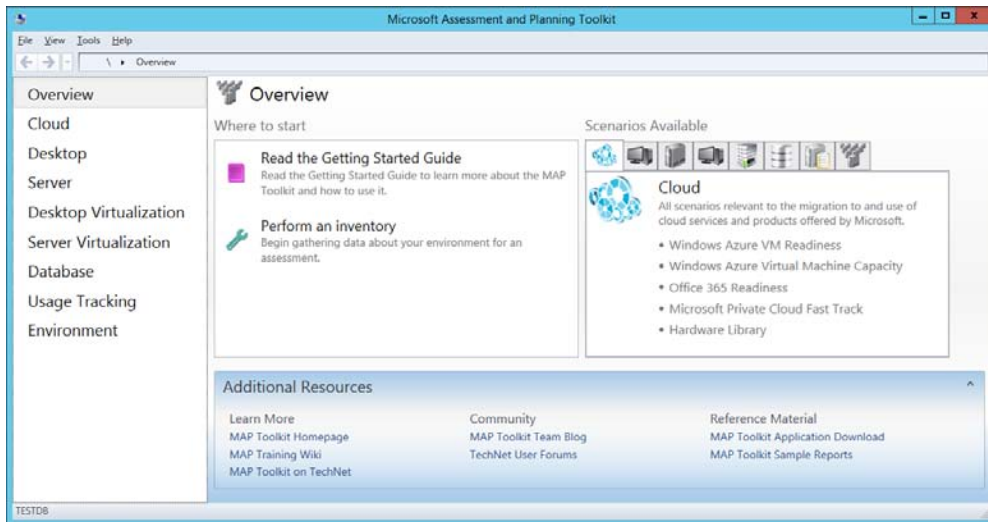 Microsoft Assessment and Planning Toolkit
File View Tools Help
\ ▸ Overview
Overview
Cloud
Desktop
Server
Desktop Virtualization
Server Virtualization
Database
Usage Tracking
Environment
Overview
Where to start
Read the Getting Started Guide
Read the Getting Started Guide to learn more about the MAP
Toolkit and how to use it.
Perform an inventory
Begin gathering data about your environment for an
assessment.
Scenarios Available
Cloud
All scenarios relevant to the migration to and use of
cloud services and products offered by Microsoft.
• Windows Azure VM Readiness
• Windows Azure Virtual Machine Capacity
• Office 365 Readiness
• Microsoft Private Cloud Fast Track
• Hardware Library
Additional Resources
Learn More
MAP Toolkit Homepage
MAP Training Wiki
MAP Toolkit on TechNet
Community
MAP Toolkit Team Blog
TechNet User Forums
Reference Material
MAP Toolkit Application Download
MAP Toolkit Sample Reports
TESTDB